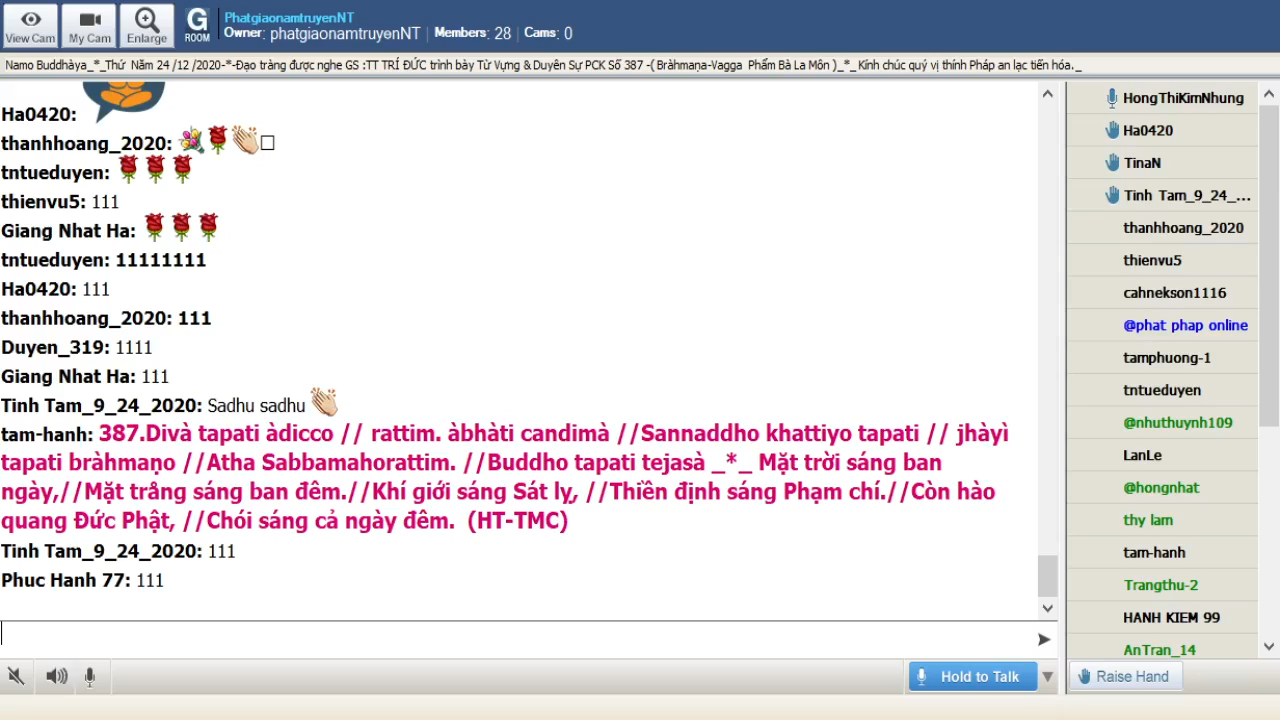 View Cam
My Cam
Enlarge
G
ROOM
PhatgiaonamtruyenNT
Owner: phatgiaonamtruyenNT | Members: 28 | Cams: 0
Namo Buddhàya_*_Thứ Năm 24 /12 /2020-*-Đạo tràng được nghe GS :TT TRÍ ĐỨC trình bày Từ Vựng & Duyên Sự PCK Số 387 -( Bràhmaṇa-Vagga Phẩm Bà La Môn )_*_ Kính chúc quý vị thính Pháp an lạc tiến hóa._
Ha0420:
thanhhoang_2020:
tntueduyen:
thienvu5: 111
Giang Nhat Ha:
tntueduyen: 11111111
Ha0420: 111
thanhhoang_2020: 111
Duyen_319: 1111
Giang Nhat Ha: 111
Tinh Tam_9_24_2020: Sadhu sadhu
tam-hanh: 387.Divà tapati àdicco // rattim. àbhàti candimà //Sannaddho khattiyo tapati // jhàyì
tapati bràhmaṇo //Atha Sabbamahorattim. //Buddho tapati tejasà _*_ Mặt trời sáng ban
ngày,//Mặt trăng sáng ban đêm.//Khí giới sáng Sát lỵ, //Thiền định sáng Phạm chí.//Còn hào
quang Đức Phật, //Chói sáng cả ngày đêm. (HT-TMC)
Tinh Tam_9_24_2020: 111
Phuc Hanh 77: 111
Hold to Talk
HongThiKimNhung
Ha0420
TinaN
Tinh Tam_9_24_...
thanhhoang_2020
thienvu5
cahnekson1116
@phat phap online
tamphuong-1
tntueduyen
@nhuthuynh109
LanLe
@hongnhat
thy lam
tam-hanh
Trangthu-2
HANH KIEM 99
AnTran_14
Raise Hand